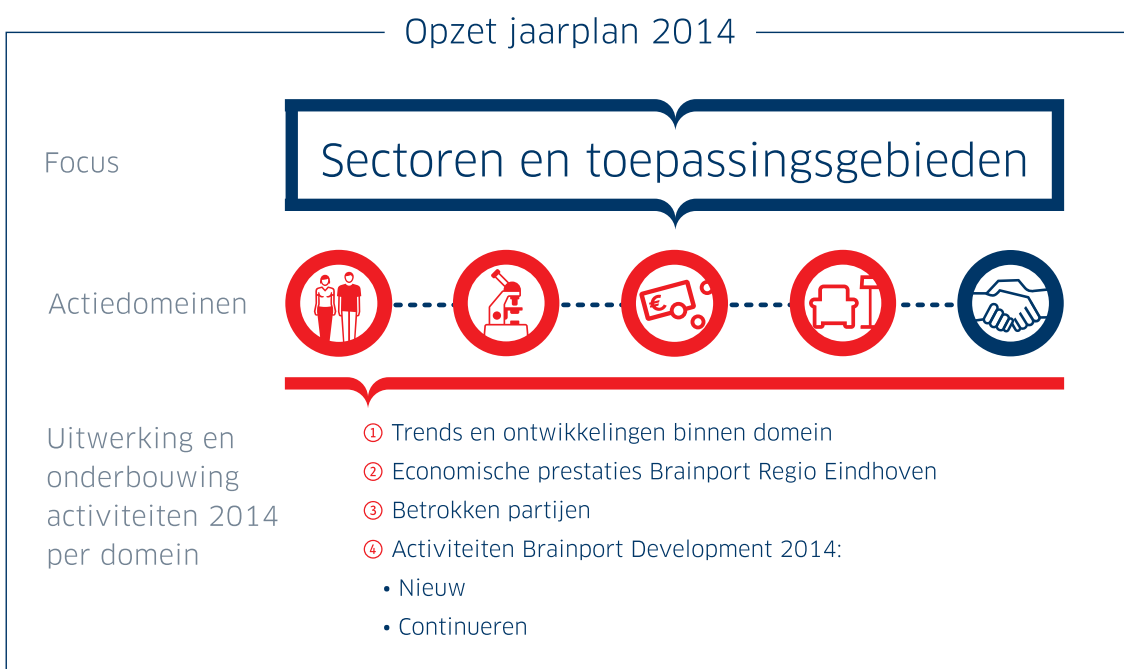 Opzet jaarplan 2014
Focus
Sectoren en toepassingsgebieden
Actiedomeinen
€
Uitwerking en
onderbouwing
activiteiten 2014
per domein
1 Trends en ontwikkelingen binnen domein
2 Economische prestaties Brainport Regio Eindhoven
3 Betrokken partijen
4 Activiteiten Brainport Development 2014:
• Nieuw
• Continueren